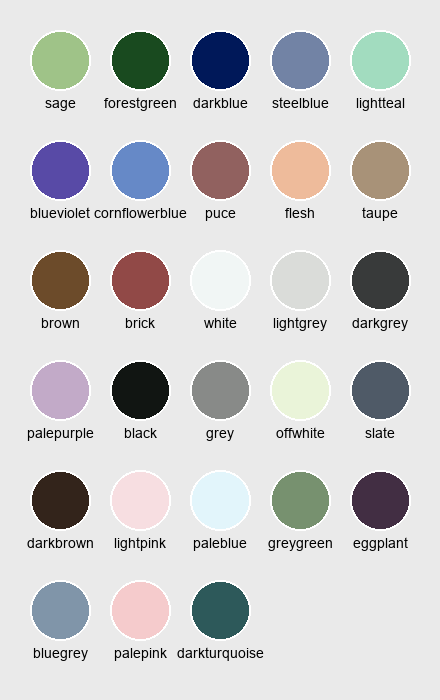 sage forestgreen darkblue steelblue lightteal
blueviolet cornflowerblue puce flesh taupe
brown brick white lightgrey darkgrey
palepurple black grey offwhite slate
darkbrown lightpink paleblue greygreen eggplant
bluegrey palepink darkturquoise